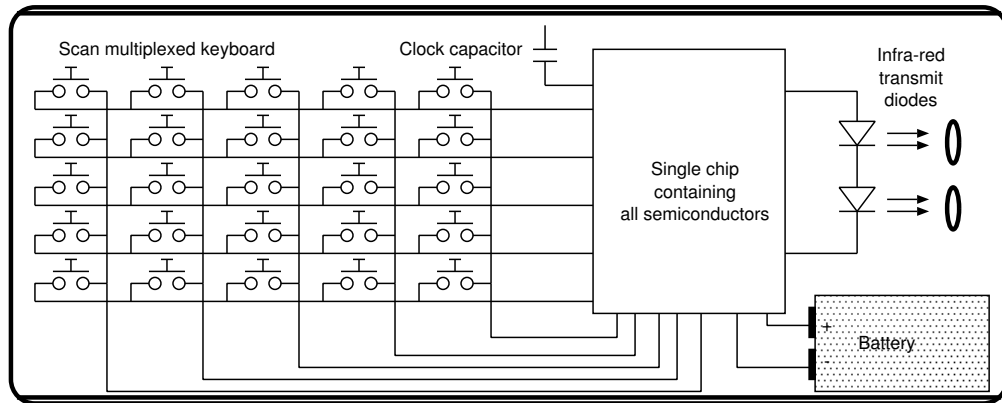 Scan multiplexed keyboard
Clock capacitor
Infra-red
transmit
diodes
Single chip
containing
all semiconductors
+
Battery
-